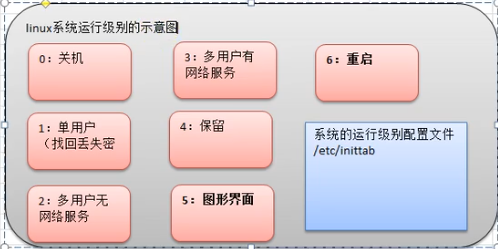 linux系统运行级别的示意图
0：关机
3：多用户有
网络服务
6：重启
1：单用户
（找回丢失密
4：保留
系统的运行级别配置文件
/etc/inittab
2：多用户无
网络服务
5：图形界面